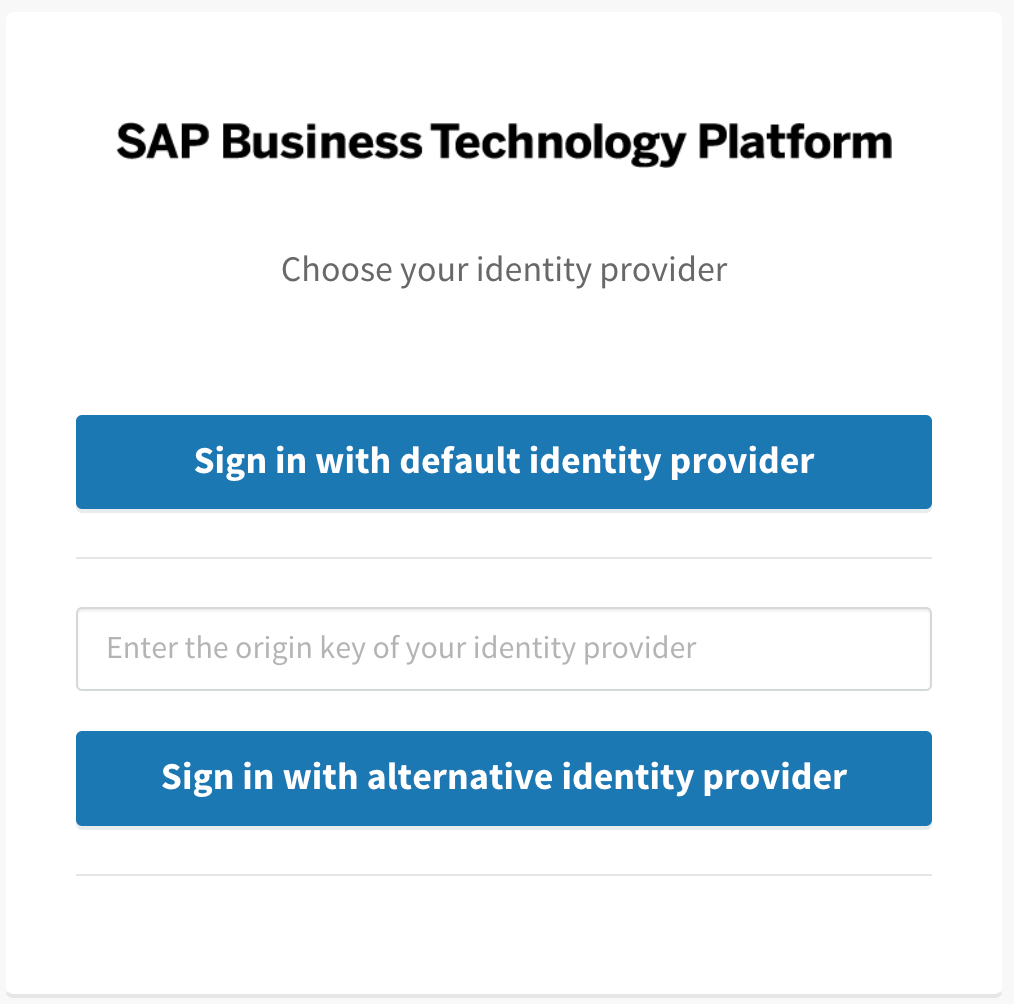 SAP Business Technology Platform
Choose your identity provider
Sign in with default identity provider
Enter the origin key of your identity provider
Sign in with alternative identity provider